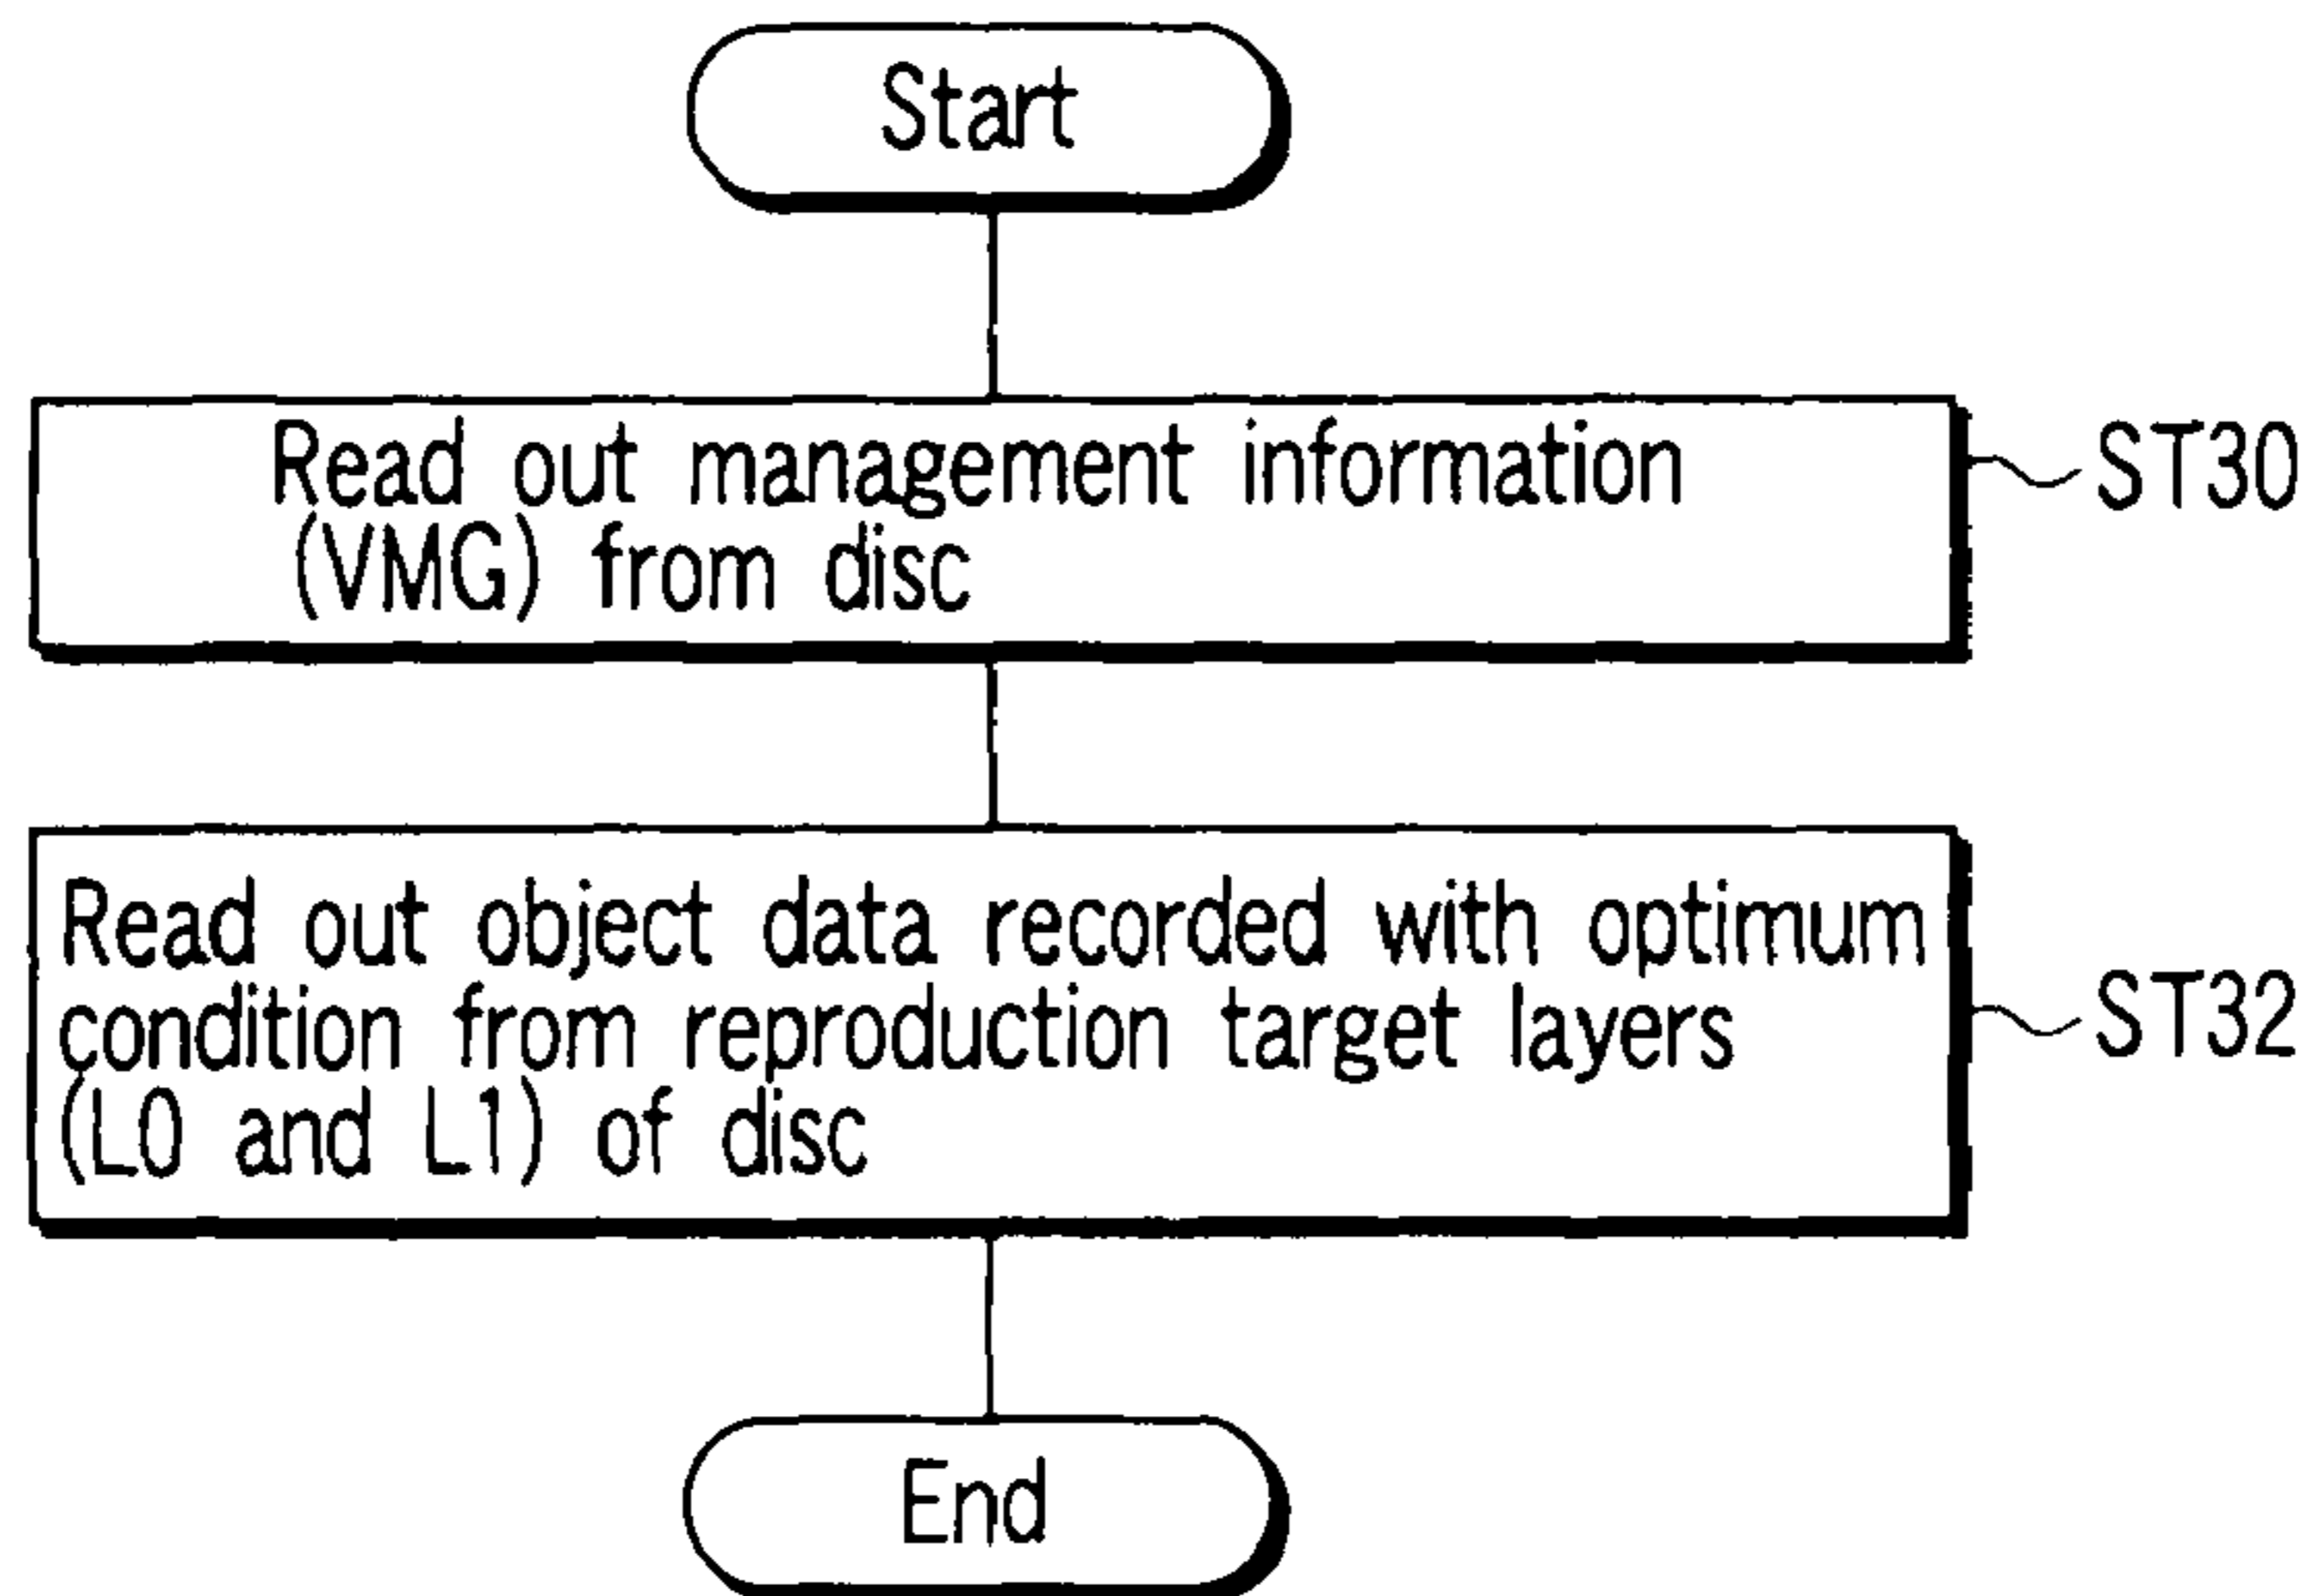 Start
Read out management information
(VMG) from disc
ST30
Read out object data recorded with optimum
condition from reproduction target layers
(L0 and L1) of disc
ST32
End